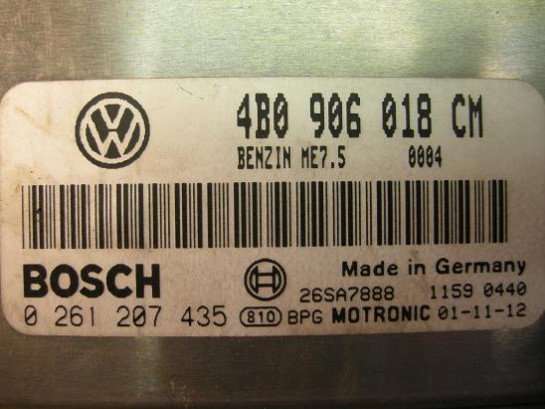 4B0 906 018 CM
BENZIN ME7.5 0004
BOSCH
Made in Germany
26SA7888 1159 0440
0 261 207 435 810 BPG MOTRONIC 01-11-12